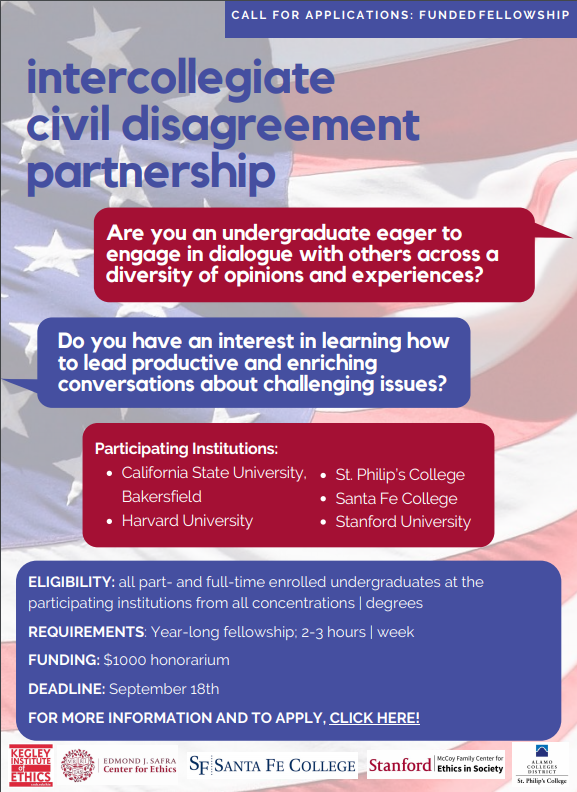 CALL FOR APPLICATIONS: FUNDED FELLOWSHIP
intercollegiate
civil disagreement
partnership
Are you an undergraduate eager to
engage in dialogue with others across a
diversity of opinions and experiences?
Do you have an interest in learning how
to lead productive and enriching
conversations about challenging issues?
Participating Institutions:
• California State University,
Bakersfield
• Harvard University
• St. Philip's College
• Santa Fe College
• Stanford University
ELIGIBILITY: all part- and full-time enrolled undergraduates at the
participating institutions from all concentrations | degrees
REQUIREMENTS: Year-long fellowship; 2-3 hours | week
FUNDING: $1000 honorarium
DEADLINE: September 18th
FOR MORE INFORMATION AND TO APPLY, CLICK HERE!
KEGLEY
INSTITUTE
of
ETHICS
EDMOND J. SAFRA
Center for Ethics
SF SANTA FE COLLEGE
Stanford
McCoy Family Center for
Ethics in Society
ALAMO
COLLEGES
DISTRICT
St. Philip's College